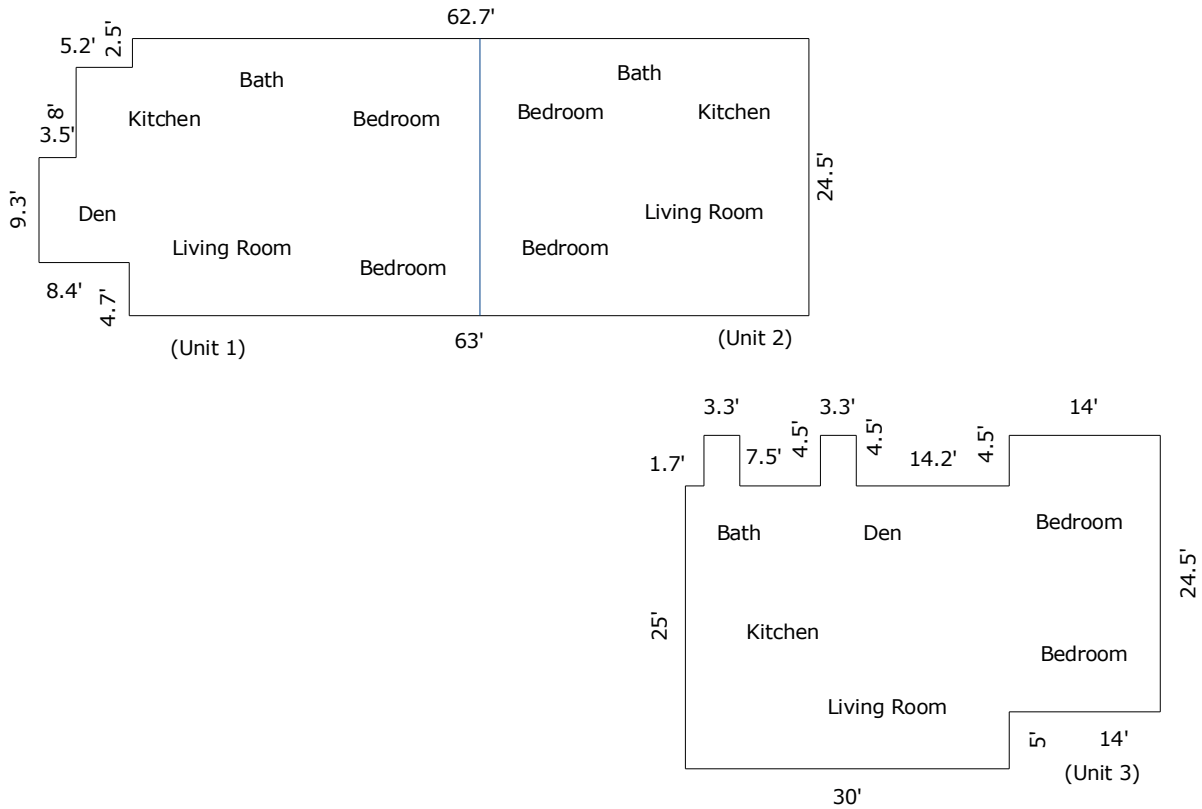 62.7'
5.2'
2.5'
Bath
Bath
8'
Kitchen
Bedroom
Bedroom
Kitchen
3.5'
24.5'
9.3'
Den
Living Room
Living Room
Bedroom
Bedroom
8.4'
4.7'
(Unit 1)
63'
(Unit 2)
3.3'
3.3'
14'
1.7'
7.5'
4.5'
4.5'
14.2'
4.5'
Bath
Den
Bedroom
24.5'
25'
Kitchen
Bedroom
Living Room
5'
14'
(Unit 3)
30'